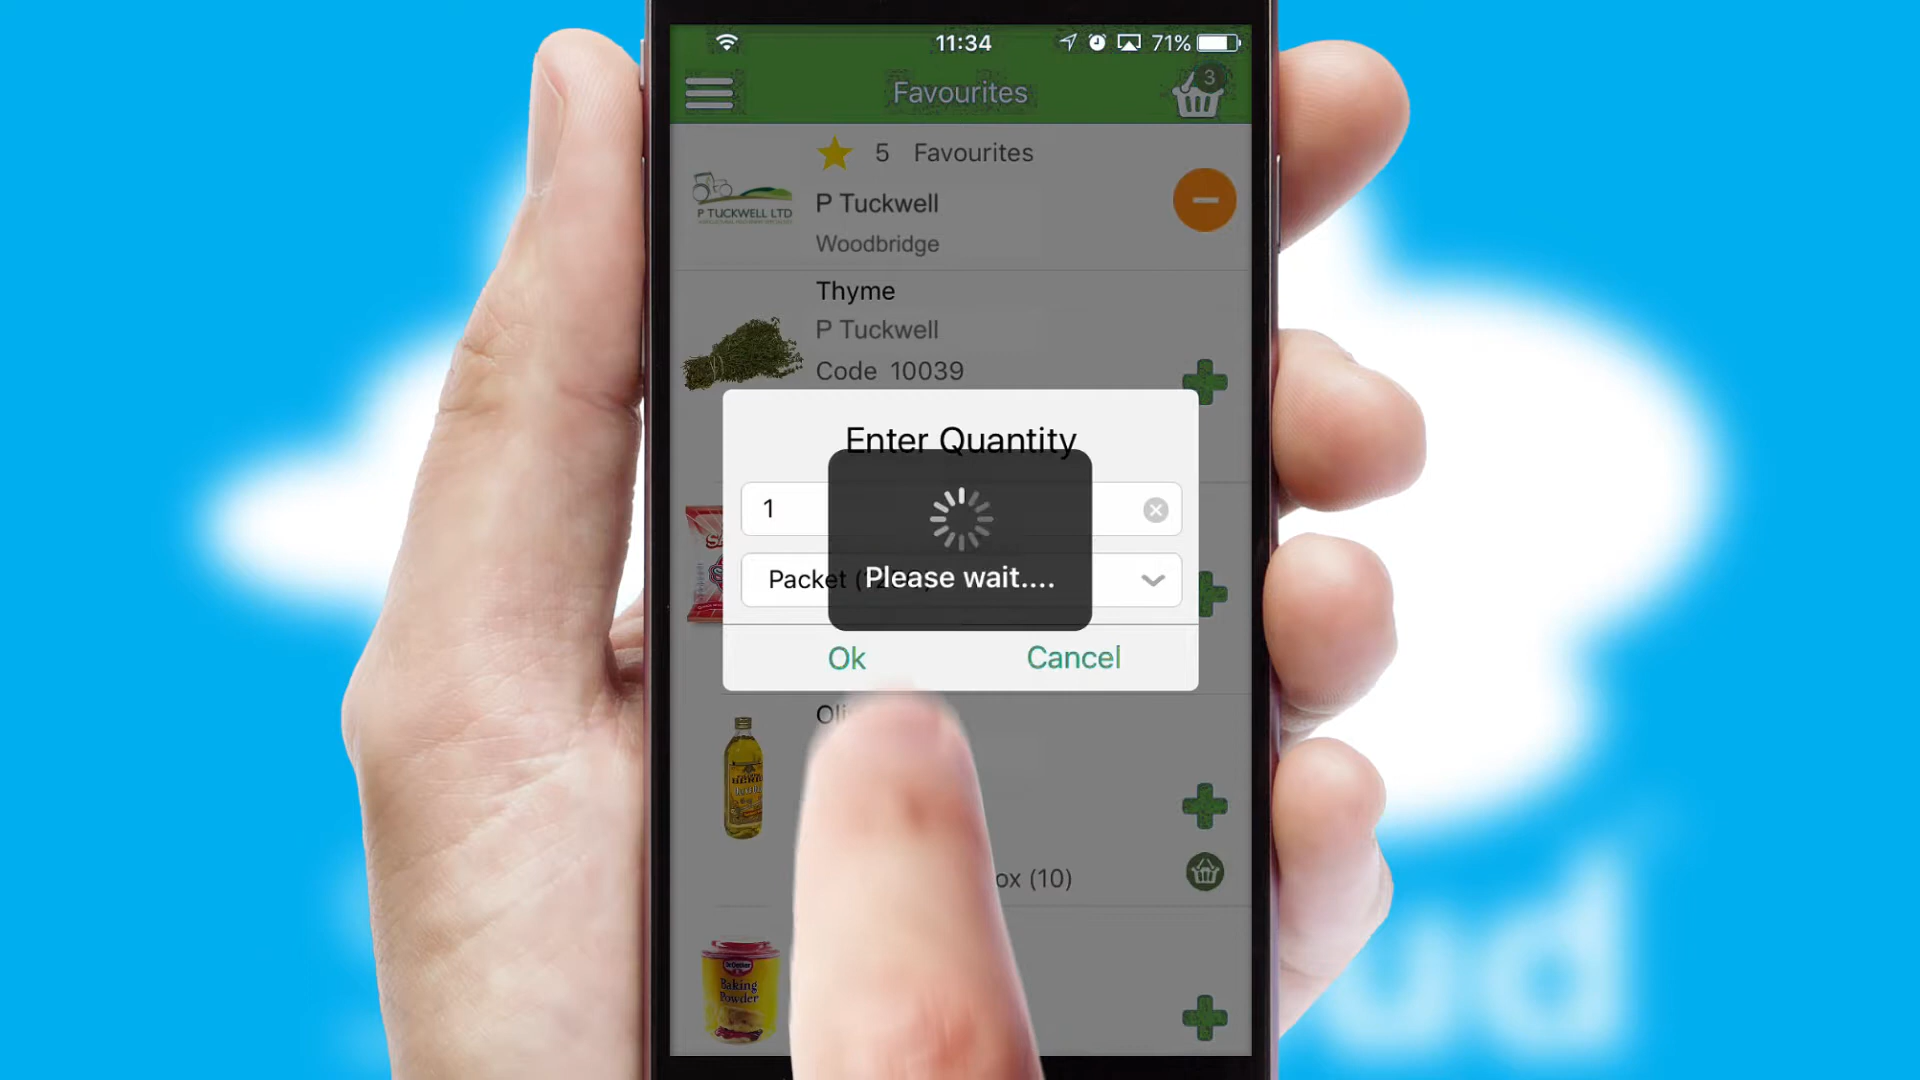 11:34
71%
Favourites
3
5 Favourites
P TUCKWELL LTD
P Tuckwell
Woodbridge
Thyme
P Tuckwell
Code 10039
Enter Quantity
1
Packet
Please wait....
Ok
Cancel
ox (10)
Baking
Powder
ud